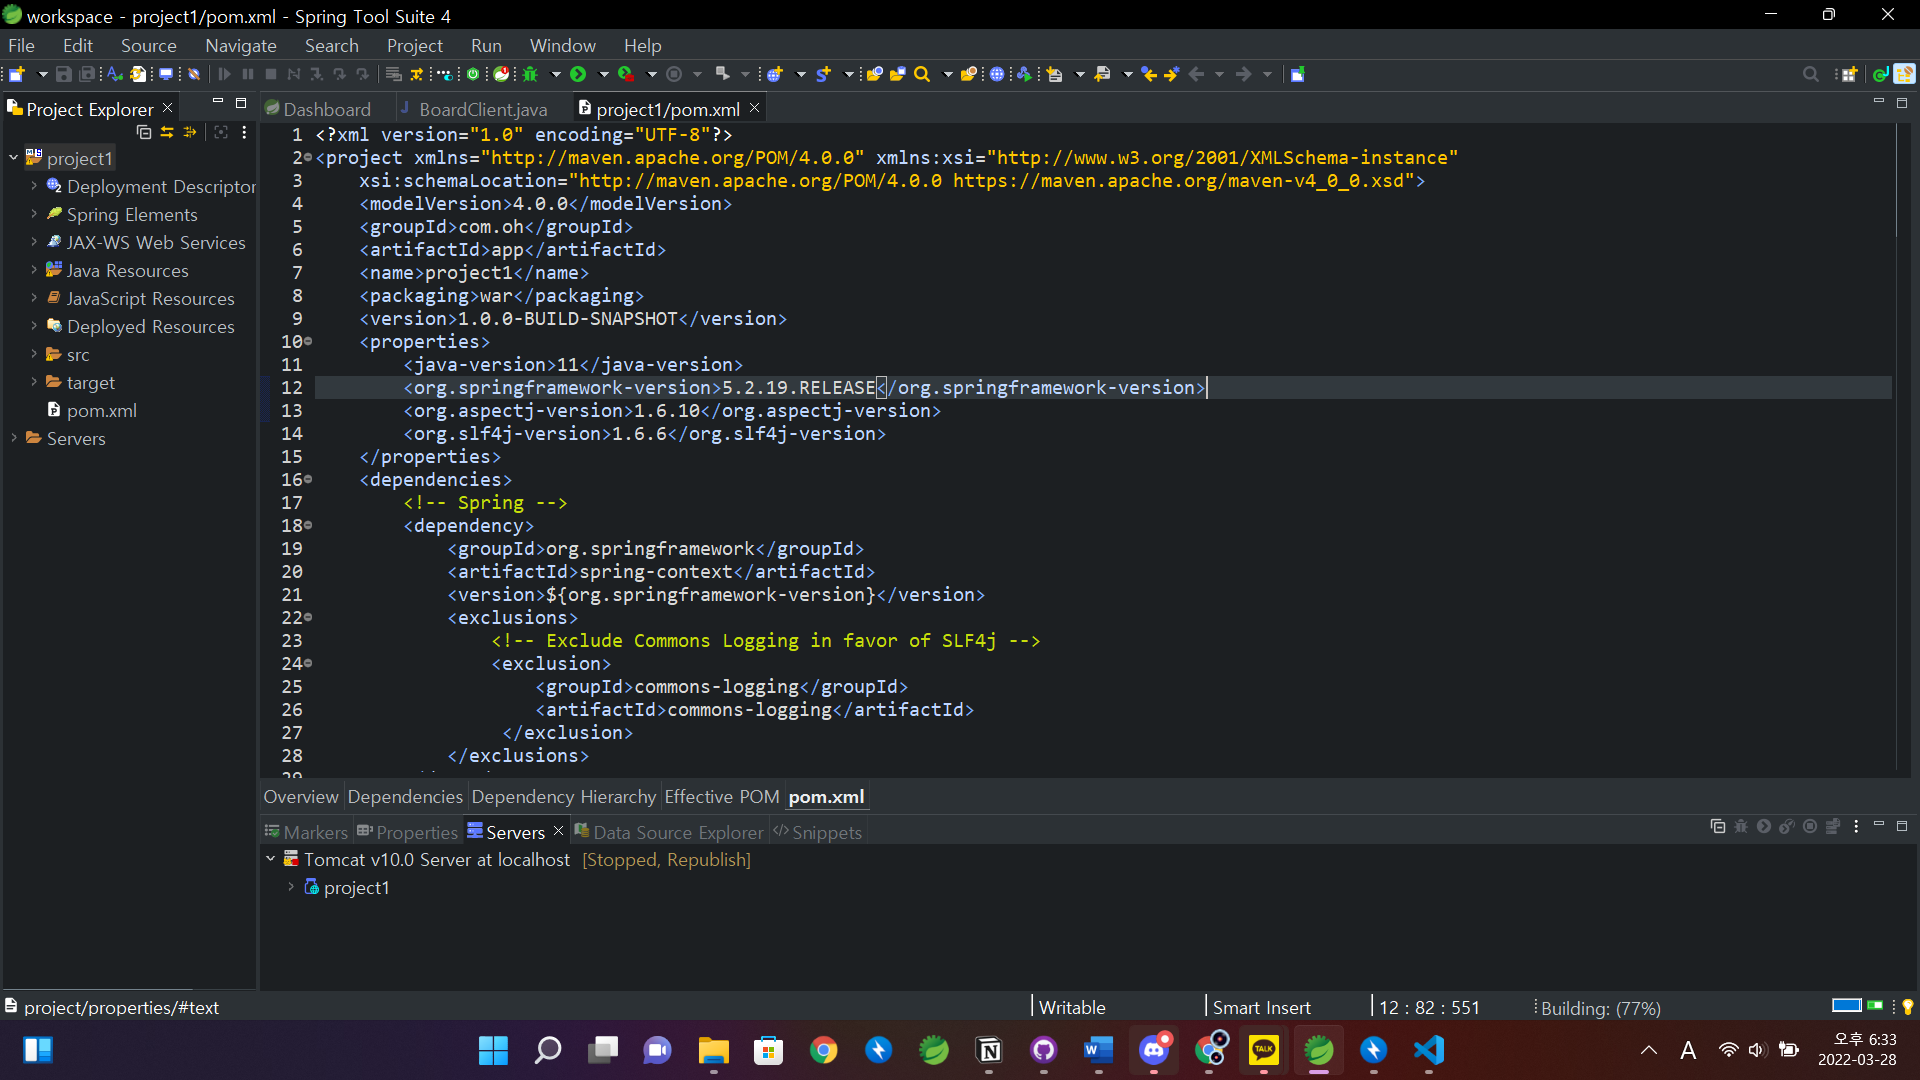 workspace - project1/pom.xml - Spring Tool Suite 4
File Edit Source Navigate Search Project Run Window Help
Project Explorer
Dashboard
BoardClient.java
project1/pom.xml
project1
Deployment Descriptor
Spring Elements
JAX-WS Web Services
Java Resources
JavaScript Resources
Deployed Resources
src
target
pom.xml
Servers
1 <?xml version="1.0" encoding="UTF-8"?>
2 <project xmlns="http://maven.apache.org/POM/4.0.0" xmlns:xsi="http://www.w3.org/2001/XMLSchema-instance"
3 xsi:schemaLocation="http://maven.apache.org/POM/4.0.0 https://maven.apache.org/maven-v4_0_0.xsd">
4 <modelVersion>4.0.0</modelVersion>
5 <groupId>com.oh</groupId>
6 <artifactId>app</artifactId>
7 <name>project1</name>
8 <packaging>war</packaging>
9 <version>1.0.0-BUILD-SNAPSHOT</version>
10 <properties>
11 <java-version>11</java-version>
12 <org.springframework-version>5.2.19.RELEASE</org.springframework-version>
13 <org.aspectj-version>1.6.10</org.aspectj-version>
14 <org.slf4j-version>1.6.6</org.slf4j-version>
15 </properties>
16 <dependencies>
17 <!-- Spring -->
18 <dependency>
19 <groupId>org.springframework</groupId>
20 <artifactId>spring-context</artifactId>
21 <version>${org.springframework-version}</version>
22 <exclusions>
23 <!-- Exclude Commons Logging in favor of SLF4j -->
24 <exclusion>
25 <groupId>commons-logging</groupId>
26 <artifactId>commons-logging</artifactId>
27 </exclusion>
28 </exclusions>
Overview Dependencies Dependency Hierarchy Effective POM pom.xml
Markers Properties Servers Data Source Explorer Snippets
Tomcat v10.0 Server at localhost [Stopped, Republish]
project1
project/properties/#text
Writable
Smart Insert
12 : 82 : 551
Building: (77%)
TALK
A
오후 6:33
2022-03-28